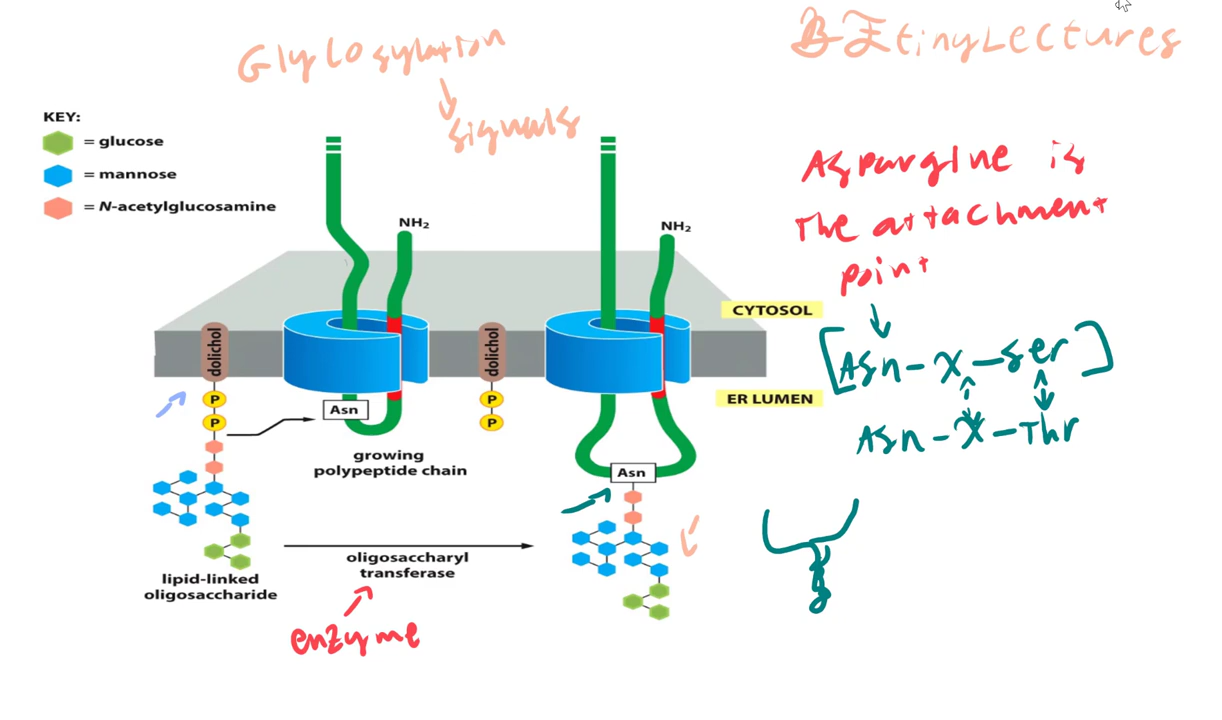 Glylosylation
signals
tinyLectures
KEY:
= glucose
= mannose
= N-acetylglucosamine
NH₂
NH₂
Aspargine is
The attachment
point
CYTOSOL
dolichol
dolichol
[Asn-X-Ser]
ER LUMEN
P
P
P
P
Asn
Asn-X-Thr
growing
polypeptide chain
Asn
oligosaccharyl
transferase
lipid-linked
oligosaccharide
enzyme